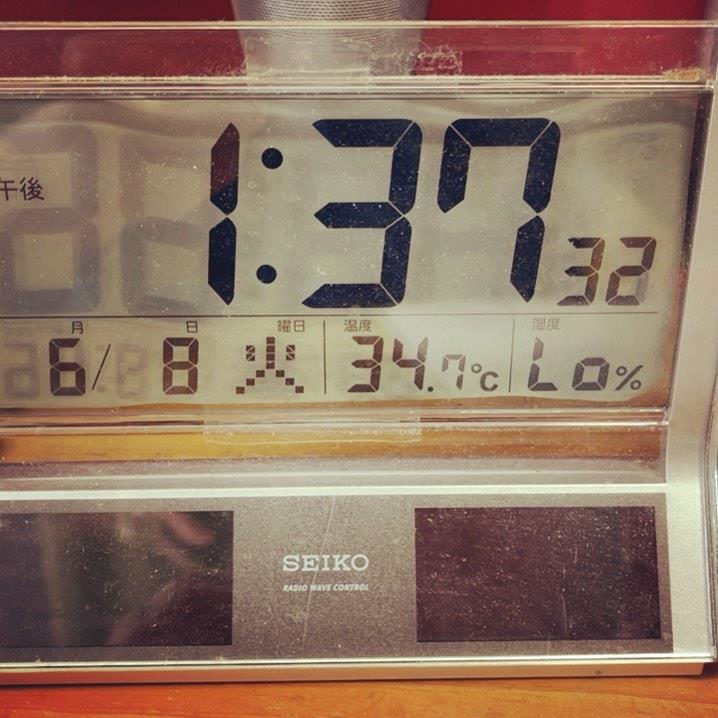 午後 1:37 32
月 日 曜日 温度 湿度
6/8 火 34.7℃ Lo%
SEIKO
RADIO WAVE CONTROL